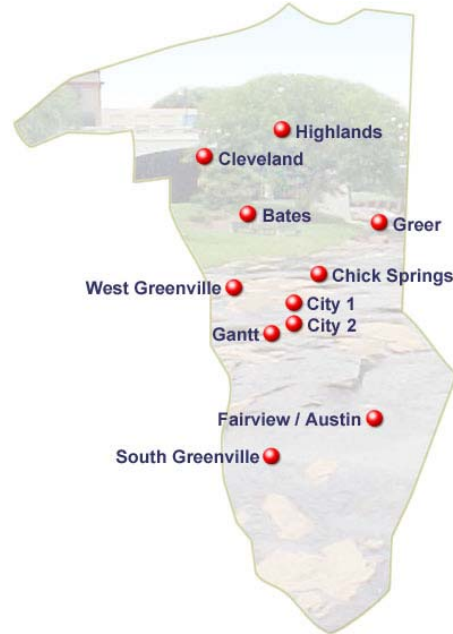 Highlands
Cleveland
Bates
Greer
Chick Springs
West Greenville
City 1
City 2
Gantt
Fairview / Austin
South Greenville